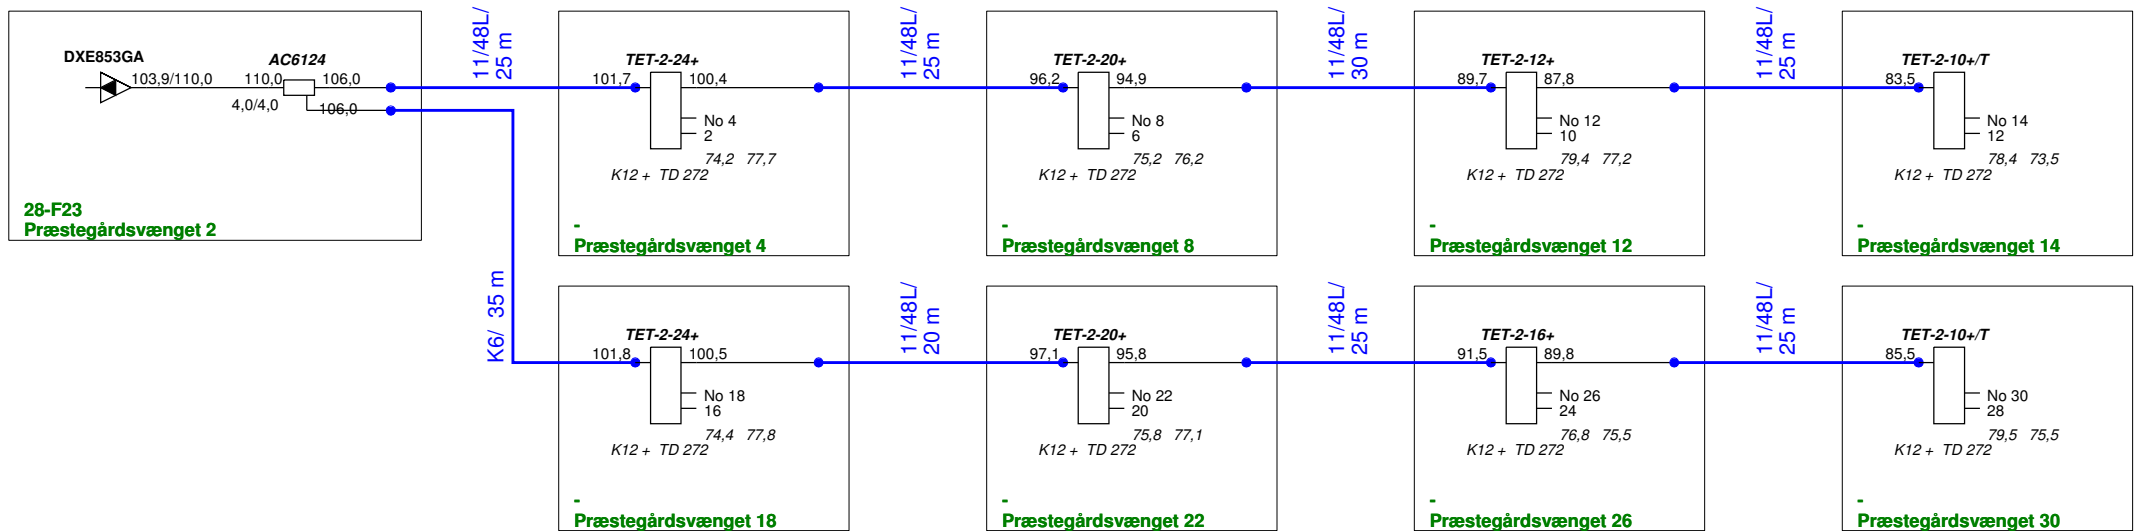 DXE853GA
103,9/110,0
AC6124
110,0
106,0
4,0/4,0
106,0
28-F23
Præstegårdsvænget 2
11/48L/
25 m
TET-2-24+
101,7
100,4
No 4
2
74,2 77,7
K12 + TD 272
-
Præstegårdsvænget 4
11/48L/
25 m
TET-2-20+
96,2
94,9
No 8
6
75,2 76,2
K12 + TD 272
-
Præstegårdsvænget 8
11/48L/
30 m
TET-2-12+
89,7
87,8
No 12
10
79,4 77,2
K12 + TD 272
-
Præstegårdsvænget 12
11/48L/
25 m
TET-2-10+/T
83,5
No 14
12
78,4 73,5
K12 + TD 272
-
Præstegårdsvænget 14
K6/ 35 m
TET-2-24+
101,8
100,5
No 18
16
74,4 77,8
K12 + TD 272
-
Præstegårdsvænget 18
11/48L/
20 m
TET-2-20+
97,1
95,8
No 22
20
75,8 77,1
K12 + TD 272
-
Præstegårdsvænget 22
11/48L/
25 m
TET-2-16+
91,5
89,8
No 26
24
76,8 75,5
K12 + TD 272
-
Præstegårdsvænget 26
11/48L/
25 m
TET-2-10+/T
85,5
No 30
28
79,5 75,5
K12 + TD 272
-
Præstegårdsvænget 30